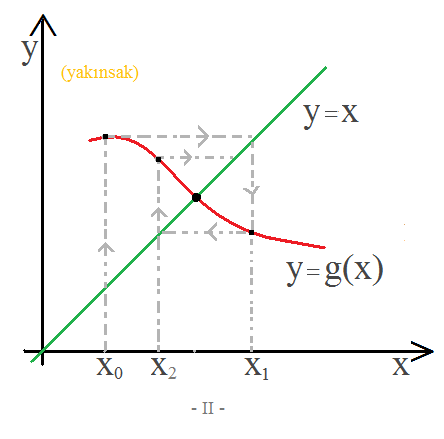 y
(yakınsak)
y=x
y=g(x)
x₀ x₂ x₁ x
- II -